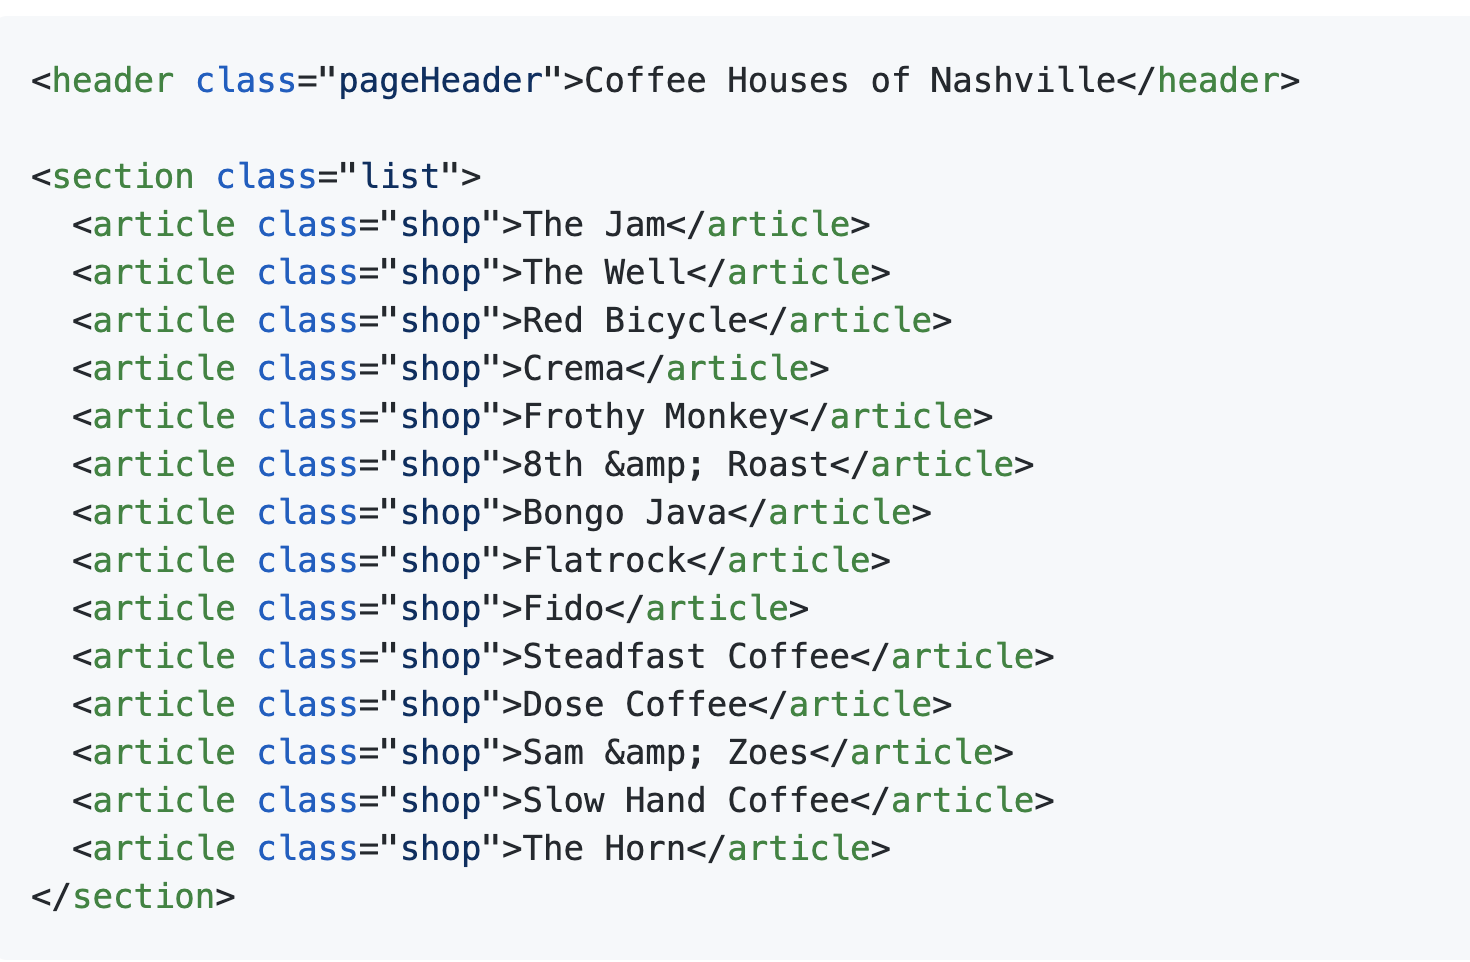 <header class="pageHeader">Coffee Houses of Nashville</header>
<section class="list">
<article class="shop">The Jam</article>
<article class="shop">The Well</article>
<article class="shop">Red Bicycle</article>
<article class="shop">Crema</article>
<article class="shop">Frothy Monkey</article>
<article class="shop">8th &amp; Roast</article>
<article class="shop">Bongo Java</article>
<article class="shop">Flatrock</article>
<article class="shop">Fido</article>
<article class="shop">Steadfast Coffee</article>
<article class="shop">Dose Coffee</article>
<article class="shop">Sam &amp; Zoes</article>
<article class="shop">Slow Hand Coffee</article>
<article class="shop">The Horn</article>
</section>